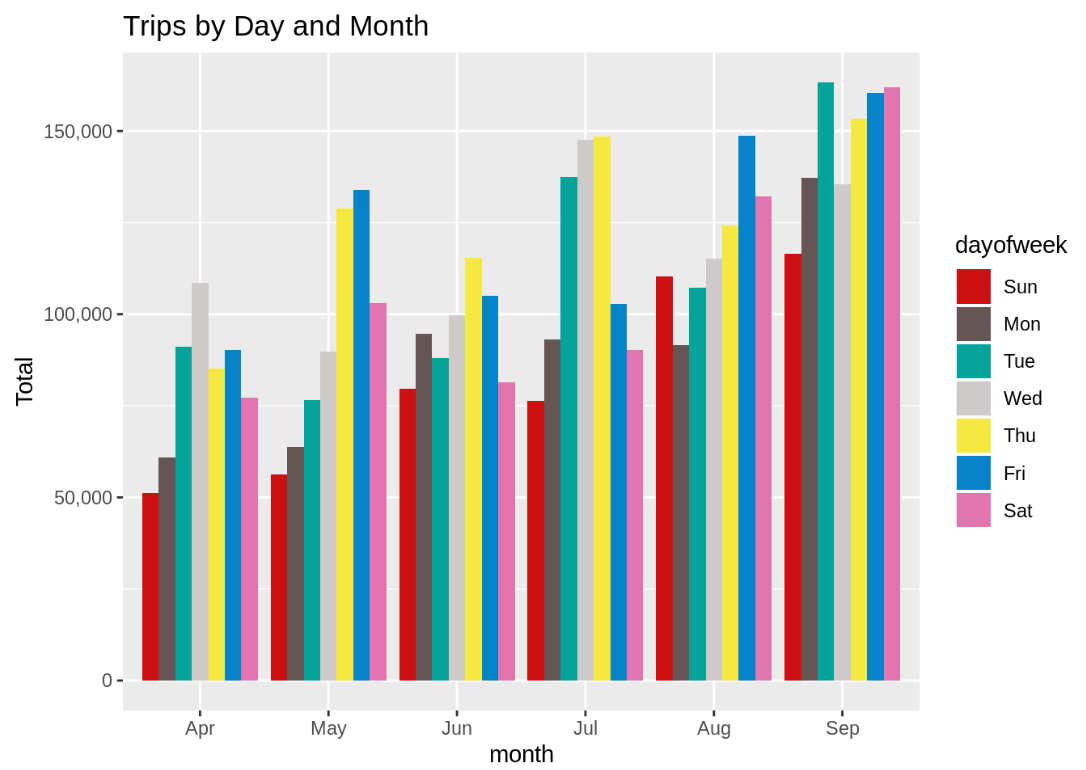 Trips by Day and Month
150,000
100,000
50,000
0
Total
Apr May Jun Jul Aug Sep
month
dayofweek
Sun
Mon
Tue
Wed
Thu
Fri
Sat